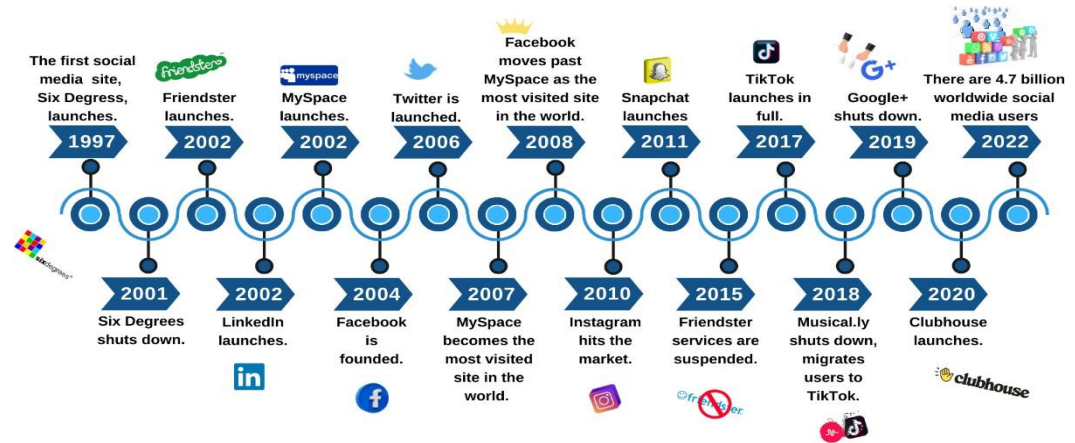 The first social
media site,
Six Degress,
launches.
1997
sixdegrees®
2001
Six Degrees
shuts down.
friendster
Friendster
launches.
2002
2002
LinkedIn
launches.
in
myspace
MySpace
launches.
2002
2004
Facebook
is
founded.
f
Twitter is
launched.
2006
2007
MySpace
becomes the
most visited
site in the
world.
Facebook
moves past
MySpace as the
most visited site
in the world.
2008
2010
Instagram
hits the
market.
Snapchat
launches
2011
2015
Friendster
services are
suspended.
friendster
TikTok
launches in
full.
2017
2018
Musical.ly
shuts down,
migrates
users to
TikTok.
G+
Google+
shuts down.
2019
2020
Clubhouse
launches.
clubhouse
There are 4.7 billion
worldwide social
media users
2022